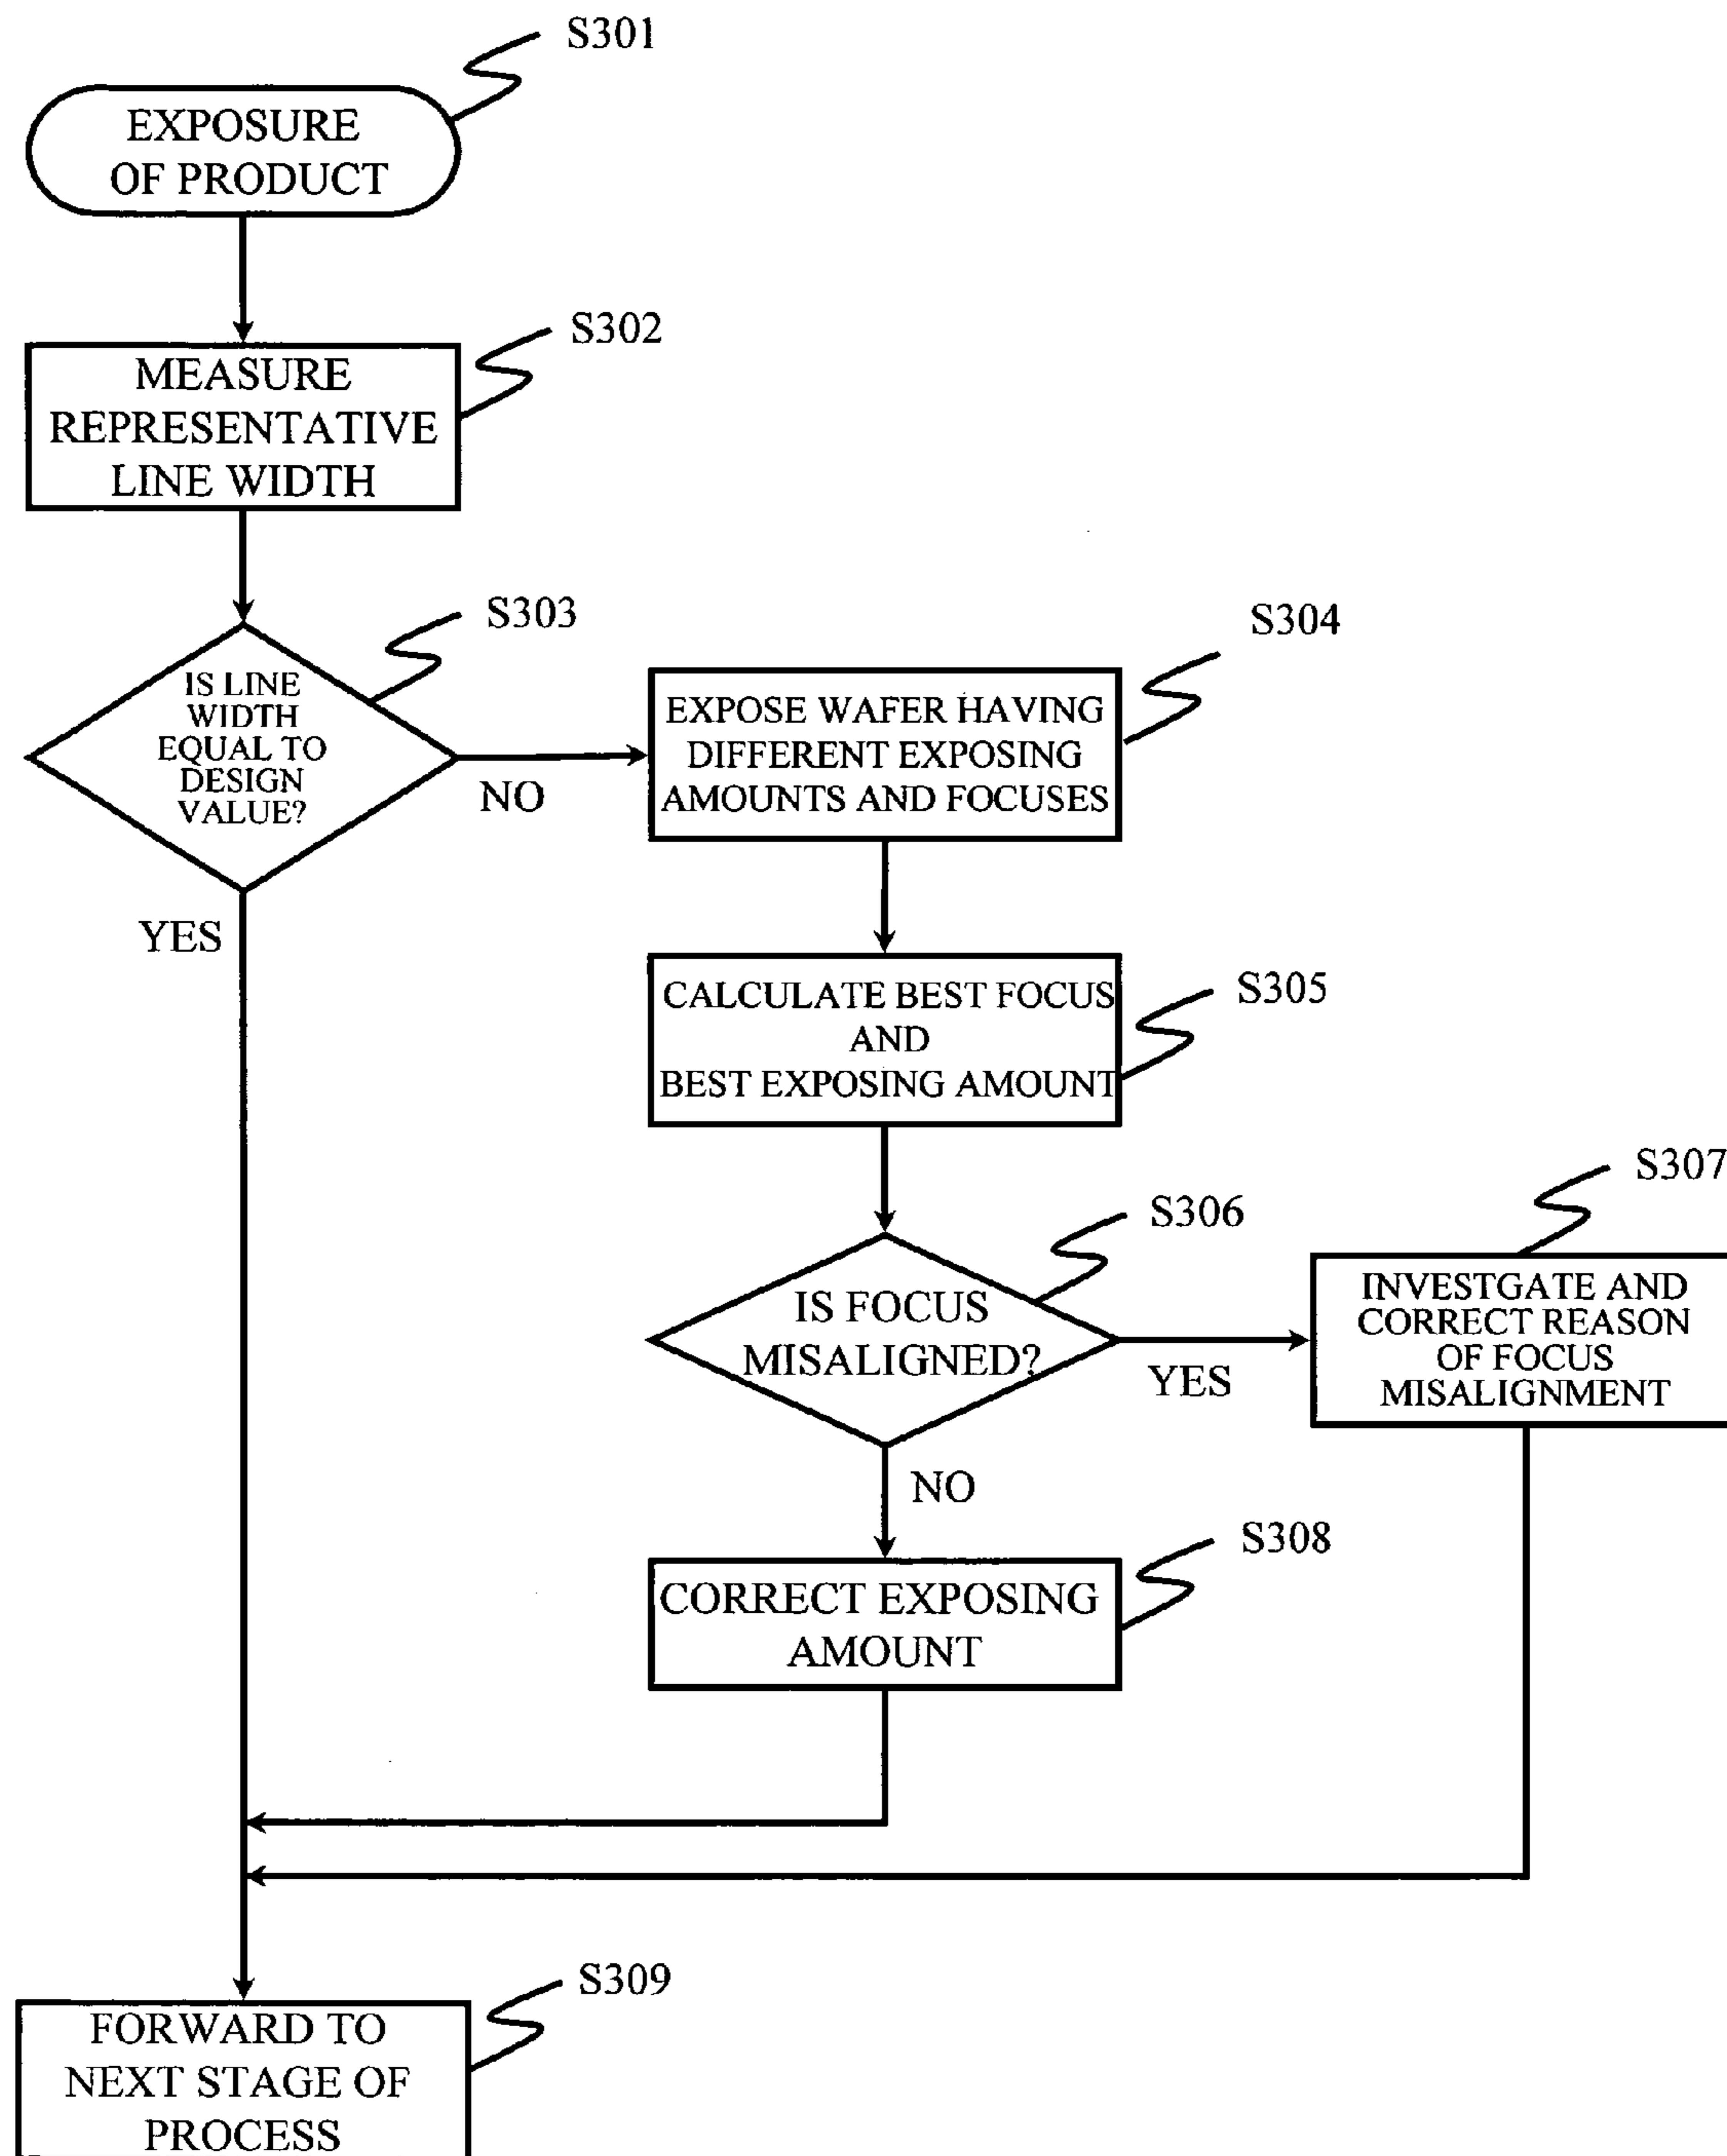 S301
EXPOSURE
OF PRODUCT
S302
MEASURE
REPRESENTATIVE
LINE WIDTH
S303
IS LINE
WIDTH
EQUAL TO
DESIGN
VALUE?
NO
YES
S304
EXPOSE WAFER HAVING
DIFFERENT EXPOSING
AMOUNTS AND FOCUSES
S305
CALCULATE BEST FOCUS
AND
BEST EXPOSING AMOUNT
S306
IS FOCUS
MISALIGNED?
YES
NO
S307
INVESTGATE AND
CORRECT REASON
OF FOCUS
MISALIGNMENT
S308
CORRECT EXPOSING
AMOUNT
S309
FORWARD TO
NEXT STAGE OF
PROCESS